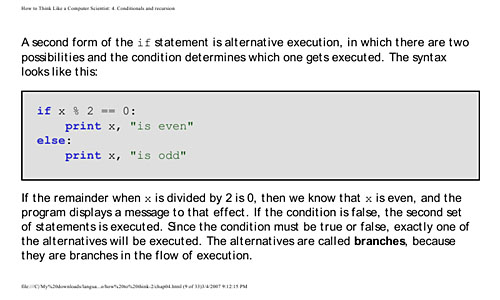 How to Think Like a Computer Scientist: 4. Conditionals and recursion
A second form of the if statement is alternative execution, in which there are two
possibilities and the condition determines which one gets executed. The syntax
looks like this:
if x % 2 == 0:
    print x, "is even"
else:
    print x, "is odd"
If the remainder when x is divided by 2 is 0, then we know that x is even, and the
program displays a message to that effect. If the condition is false, the second set
of statements is executed. Since the condition must be true or false, exactly one of
the alternatives will be executed. The alternatives are called branches, because
they are branches in the flow of execution.
file:///C|/My%20downloads/langua...o/how%20to%20think-2/chap04.html (9 of 33)3/4/2007 9:12:15 PM